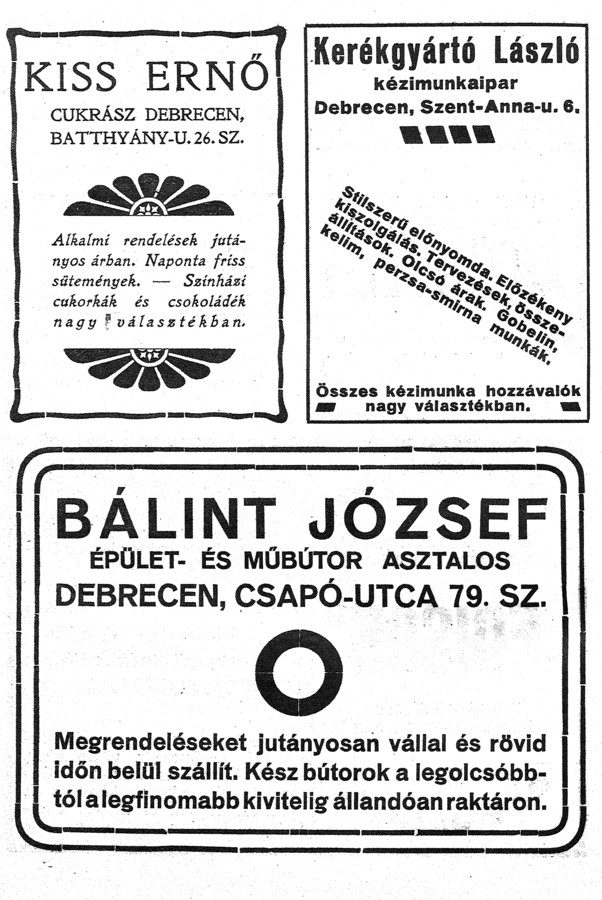 KISS ERNŐ
CUKRÁSZ DEBRECEN,
BATTHYÁNY-U. 26. SZ.
Alkalmi rendelések jutá-
nyos árban. Naponta friss
sütemények. — Színházi
cukorkák és csokoládék
nagy választékban.
Kerékgyártó László
kézimunkaipar
Debrecen, Szent-Anna-u. 6.
Stilszerű előnyomda. Előzékeny
kiszolgálás. Tervezések, össze-
állítások. Olcsó árak. Gobelin,
kelim, perzsa-smirna munkák.
Összes kézimunka hozzávalók
nagy választékban.
BÁLINT JÓZSEF
ÉPÜLET- ÉS MŰBÚTOR ASZTALOS
DEBRECEN, CSAPÓ-UTCA 79. SZ.
Megrendeléseket jutányosan vállal és rövid
időn belül szállít. Kész bútorok a legolcsóbb-
tól a legfinomabb kivitelig állandóan raktáron.